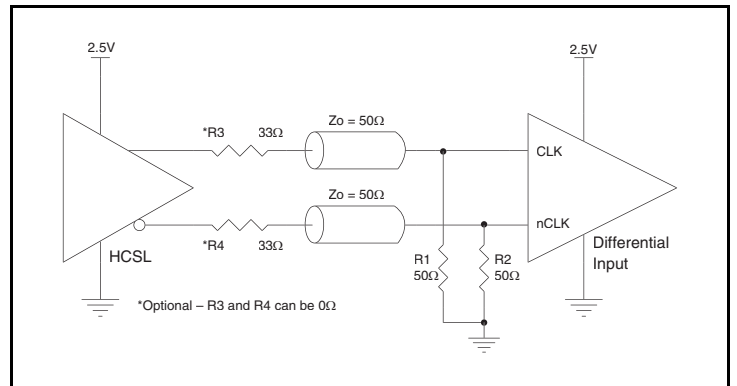 2.5V
2.5V
Zo = 50Ω
*R3
33Ω
CLK
Zo = 50Ω
nCLK
*R4
33Ω
HCSL
R1
50Ω
R2
50Ω
Differential
Input
*Optional – R3 and R4 can be 0Ω